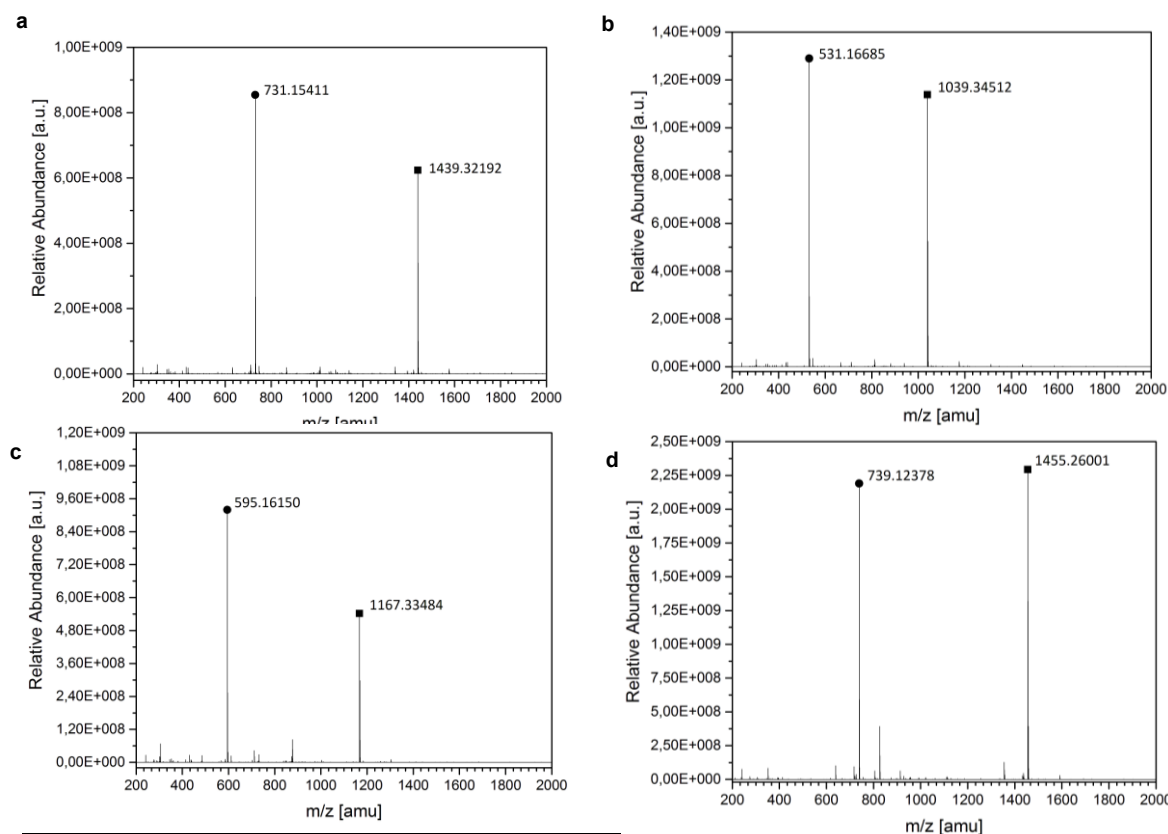 a
Relative Abundance [a.u.]
1,00E+009
8,00E+008
6,00E+008
4,00E+008
2,00E+008
0,00E+000
731.15411
1439.32192
200 400 600 800 1000 1200 1400 1600 1800 2000
m/z [amu]
b
Relative Abundance [a.u.]
1,40E+009
1,20E+009
1,00E+009
8,00E+008
6,00E+008
4,00E+008
2,00E+008
0,00E+000
531.16685
1039.34512
200 400 600 800 1000 1200 1400 1600 1800 2000
m/z [amu]
c
Relative Abundance [a.u.]
1,20E+009
1,08E+009
9,60E+008
8,40E+008
7,20E+008
6,00E+008
4,80E+008
3,60E+008
2,40E+008
1,20E+008
0,00E+000
595.16150
1167.33484
200 400 600 800 1000 1200 1400 1600 1800 2000
m/z [amu]
d
Relative Abundance [a.u.]
2,50E+009
2,25E+009
2,00E+009
1,75E+009
1,50E+009
1,25E+009
1,00E+009
7,50E+008
5,00E+008
2,50E+008
0,00E+000
739.12378
1455.26001
200 400 600 800 1000 1200 1400 1600 1800 2000
m/z [amu]